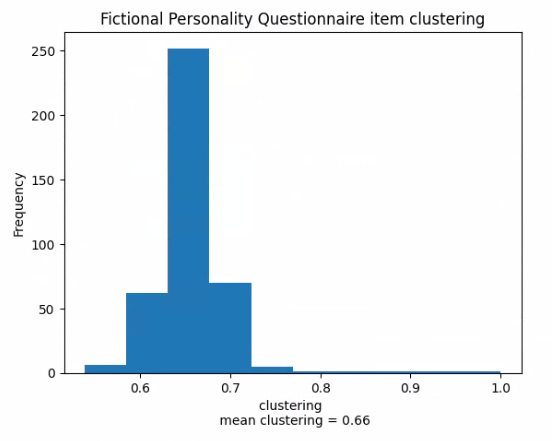 Fictional Personality Questionnaire item clustering
250
200
150
100
50
0
Frequency
0.6 0.7 0.8 0.9 1.0
clustering
mean clustering = 0.66